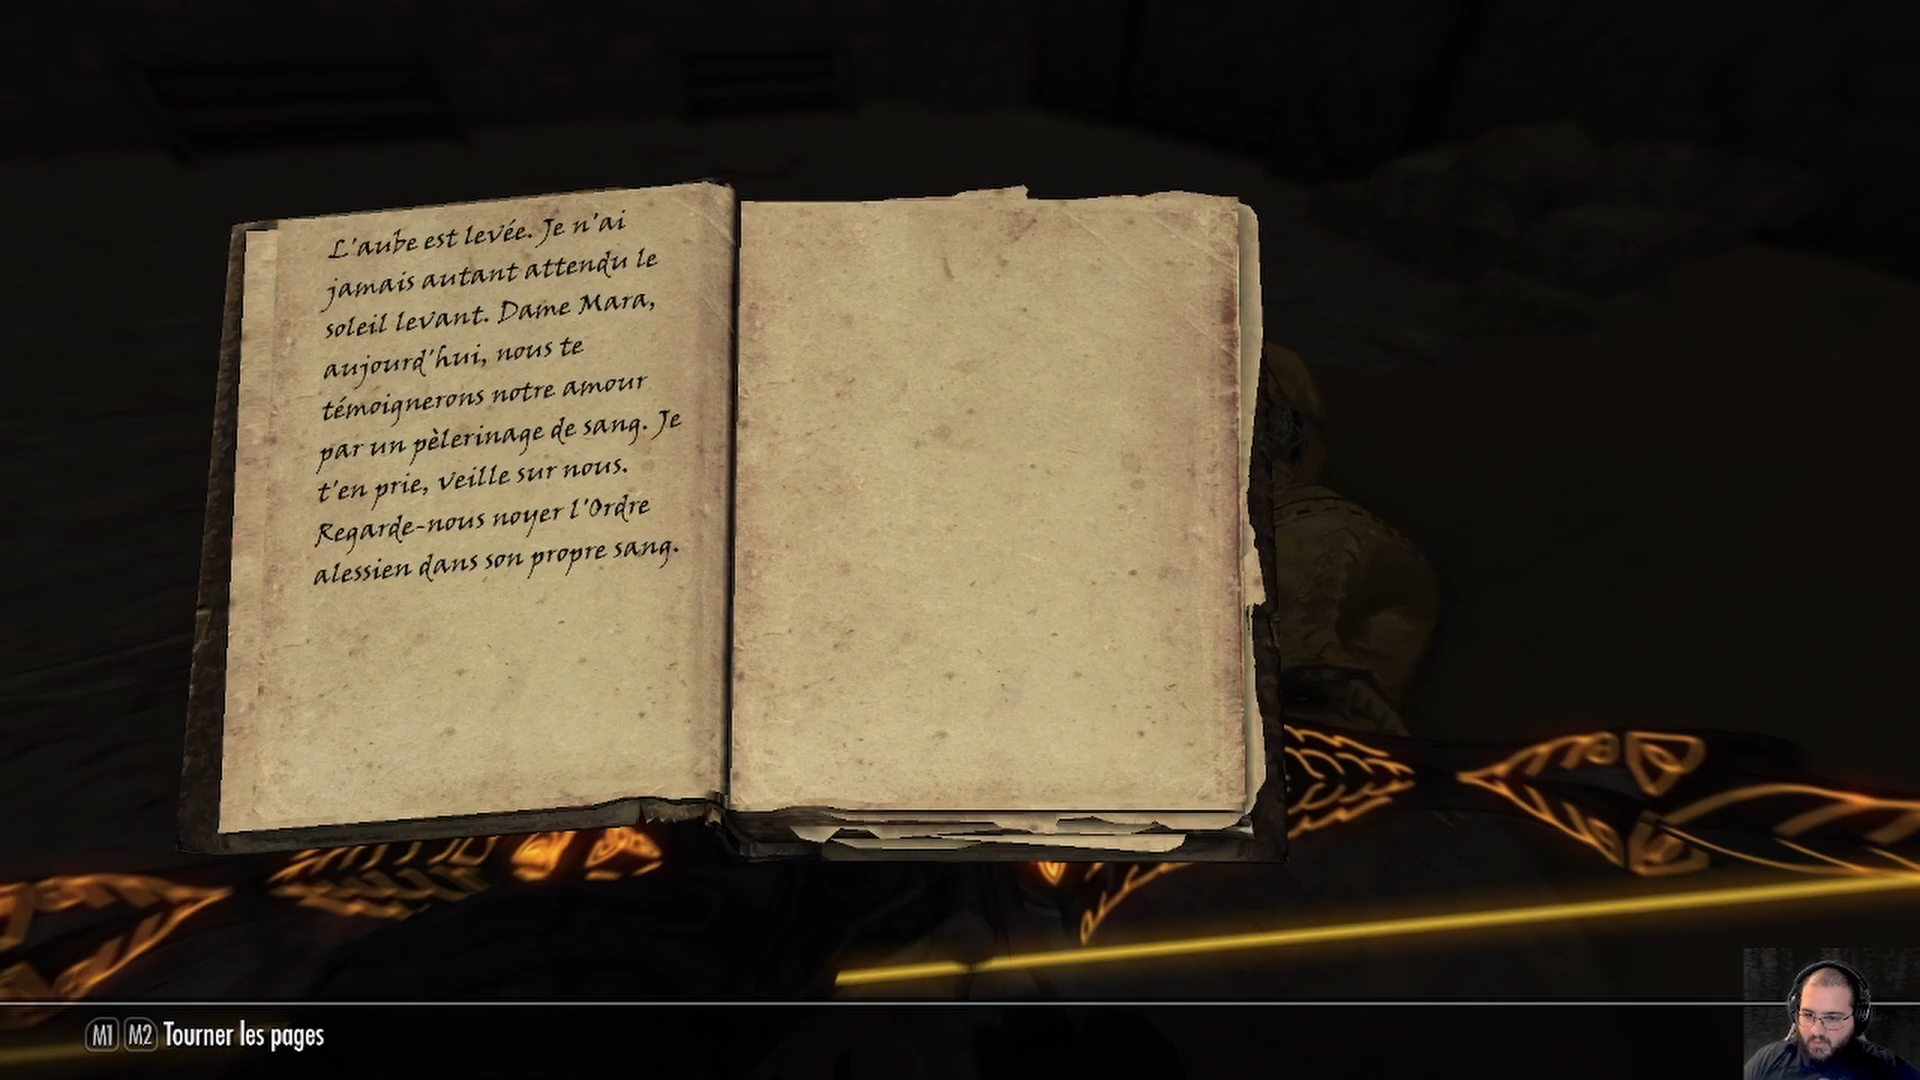 L'aube est levée. Je n'ai
jamais autant attendu le
soleil levant. Dame Mara,
aujourd'hui, nous te
témoignerons notre amour
par un pèlerinage de sang. Je
t'en prie, veille sur nous.
Regarde-nous noyer l'Ordre
alessien dans son propre sang.
M1 M2 Tourner les pages